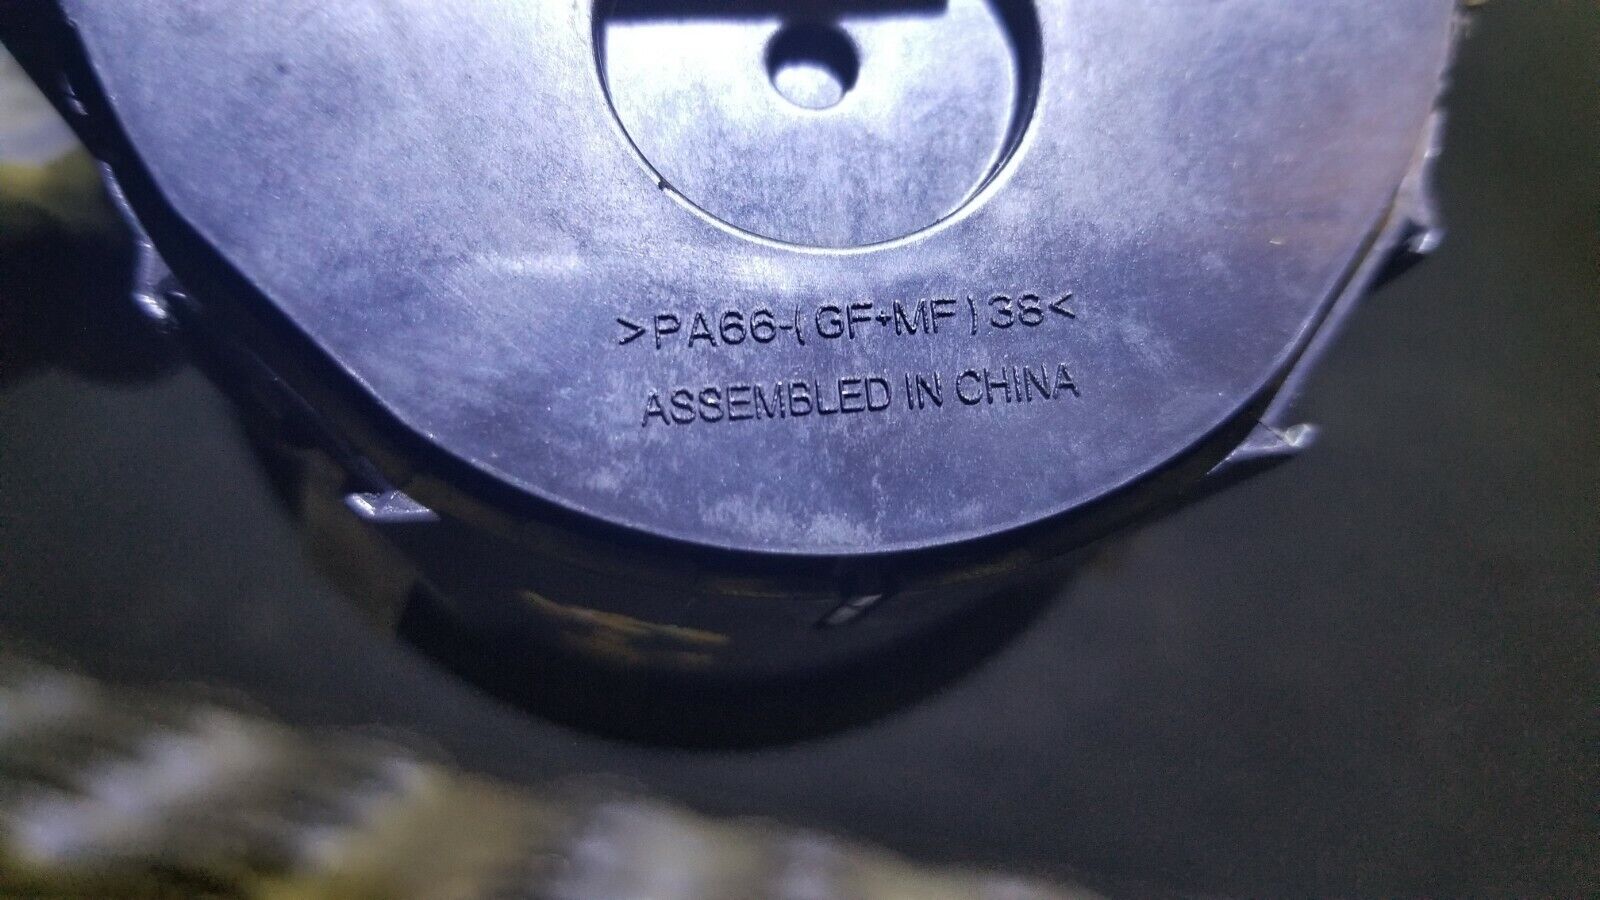 >PA66-(GF+MF)38<
ASSEMBLED IN CHINA